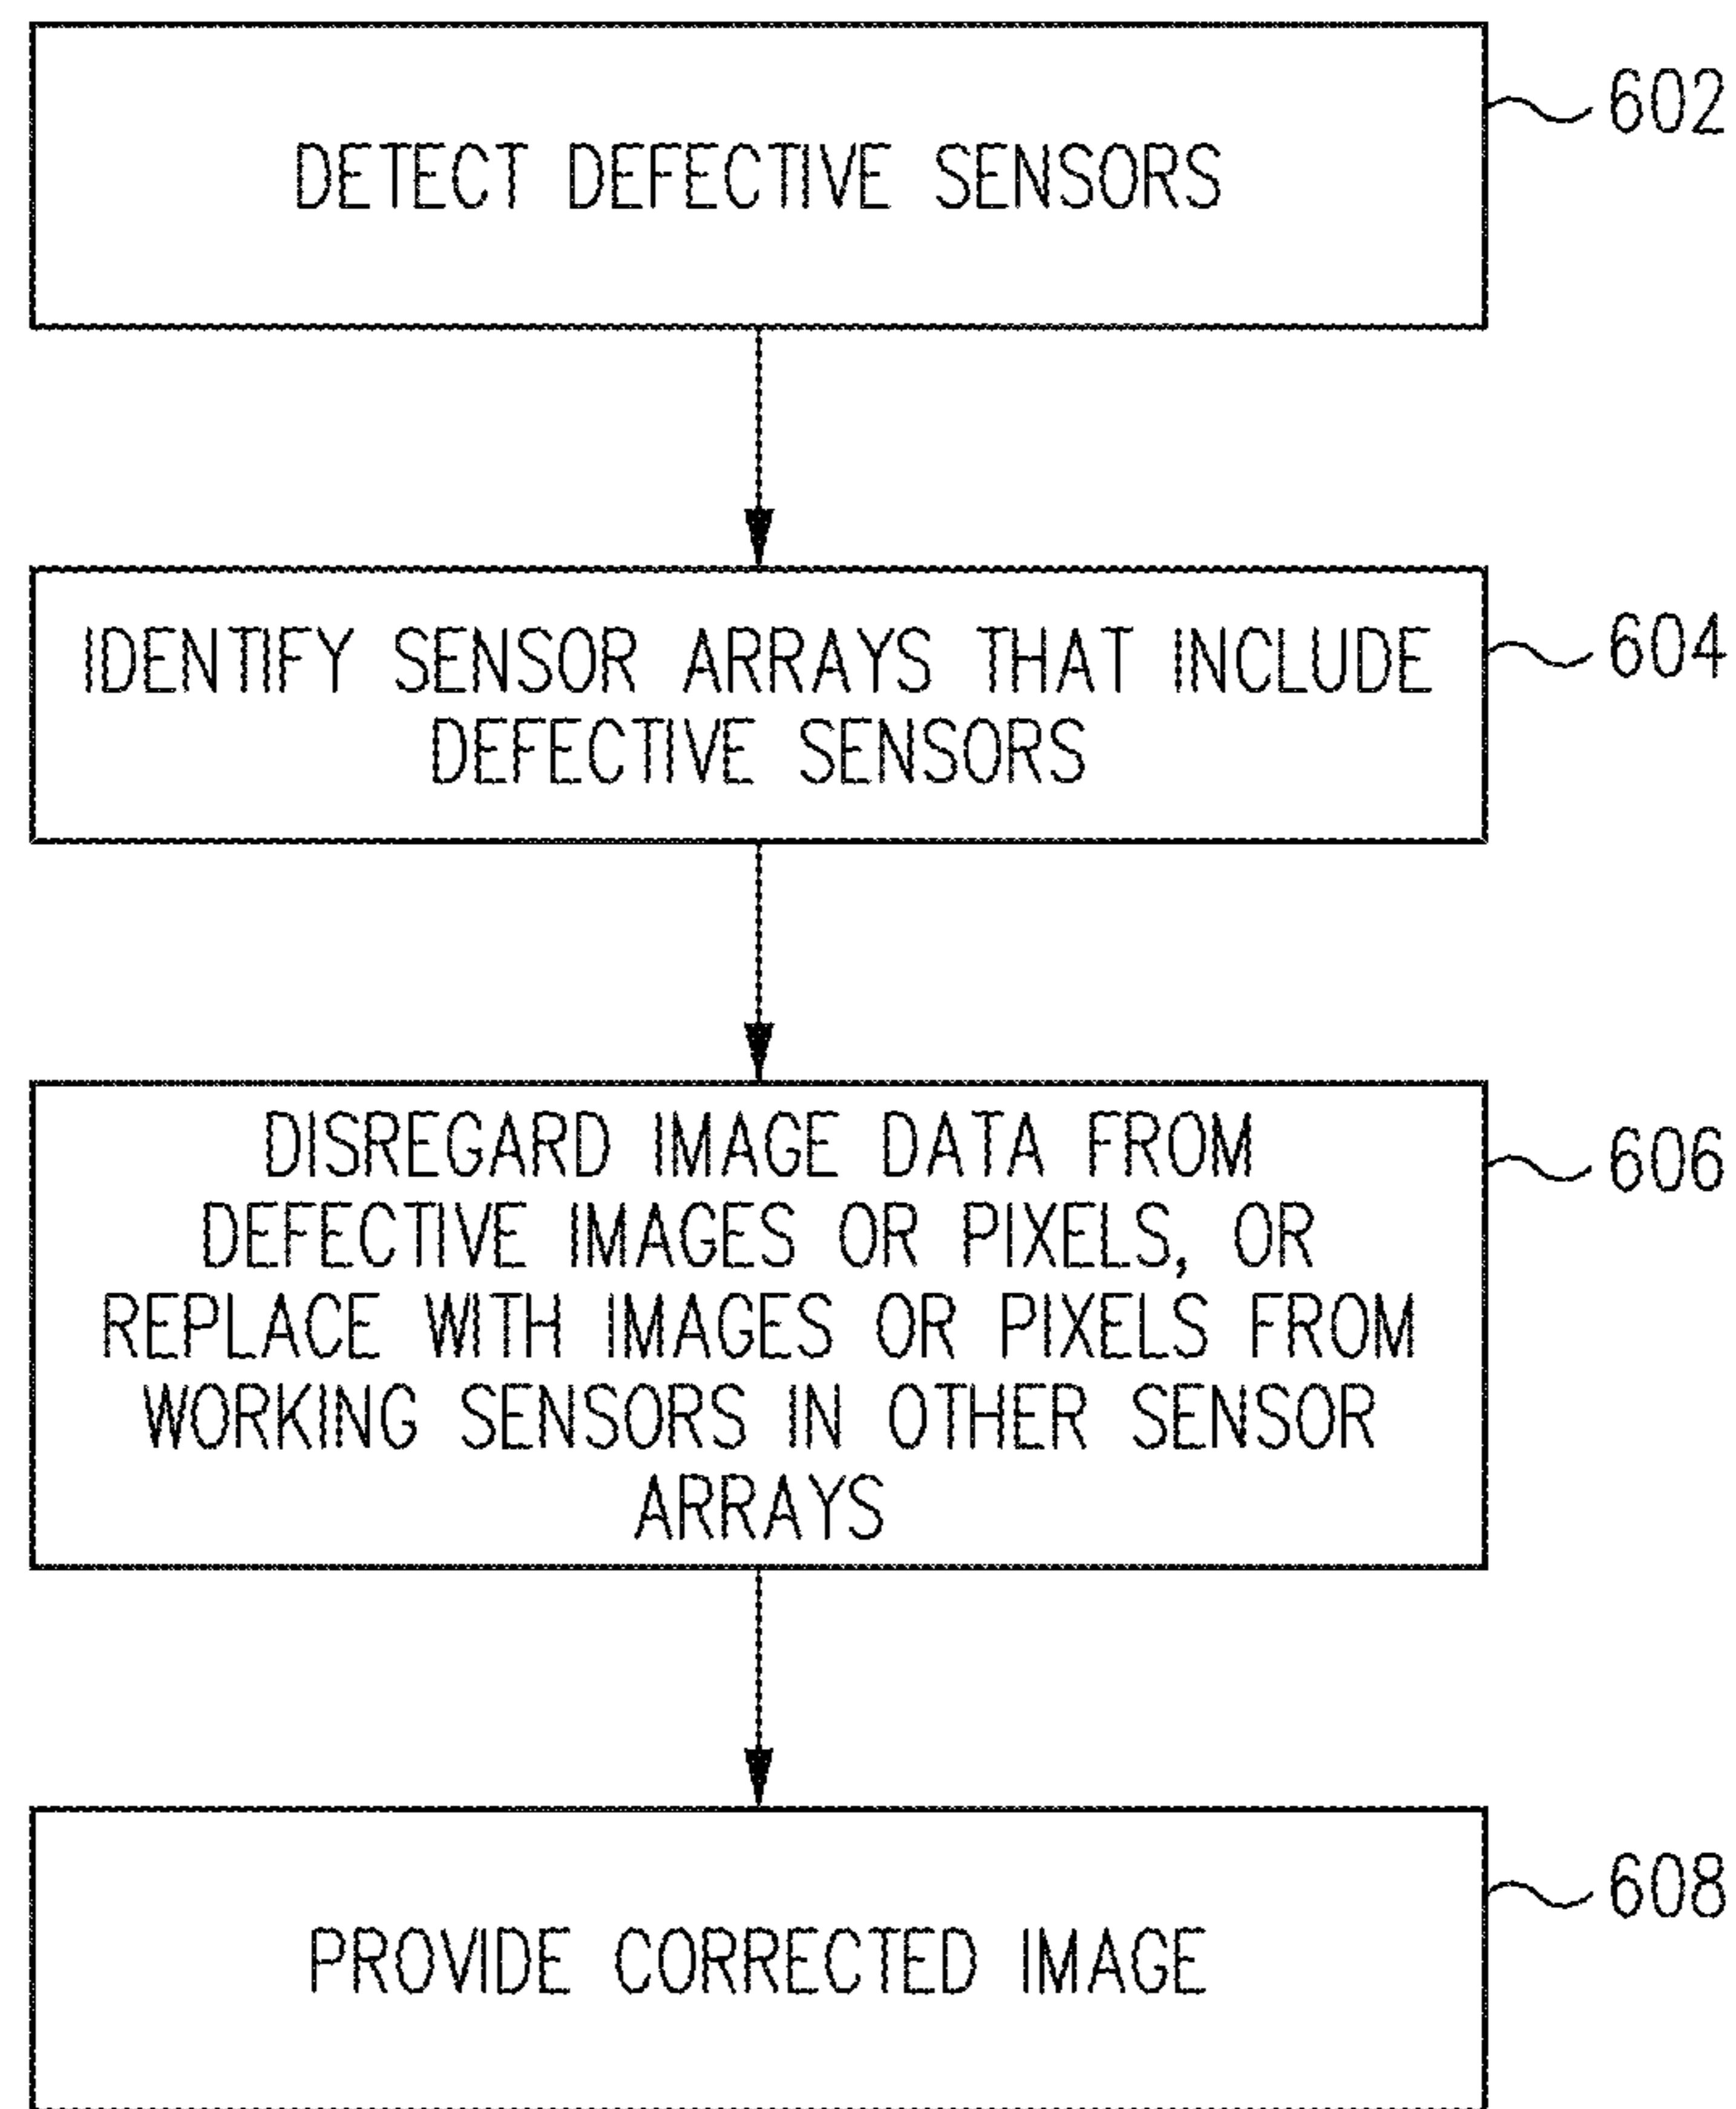 DETECT DEFECTIVE SENSORS
602
IDENTIFY SENSOR ARRAYS THAT INCLUDE
DEFECTIVE SENSORS
604
DISREGARD IMAGE DATA FROM
DEFECTIVE IMAGES OR PIXELS, OR
REPLACE WITH IMAGES OR PIXELS FROM
WORKING SENSORS IN OTHER SENSOR
ARRAYS
606
PROVIDE CORRECTED IMAGE
608